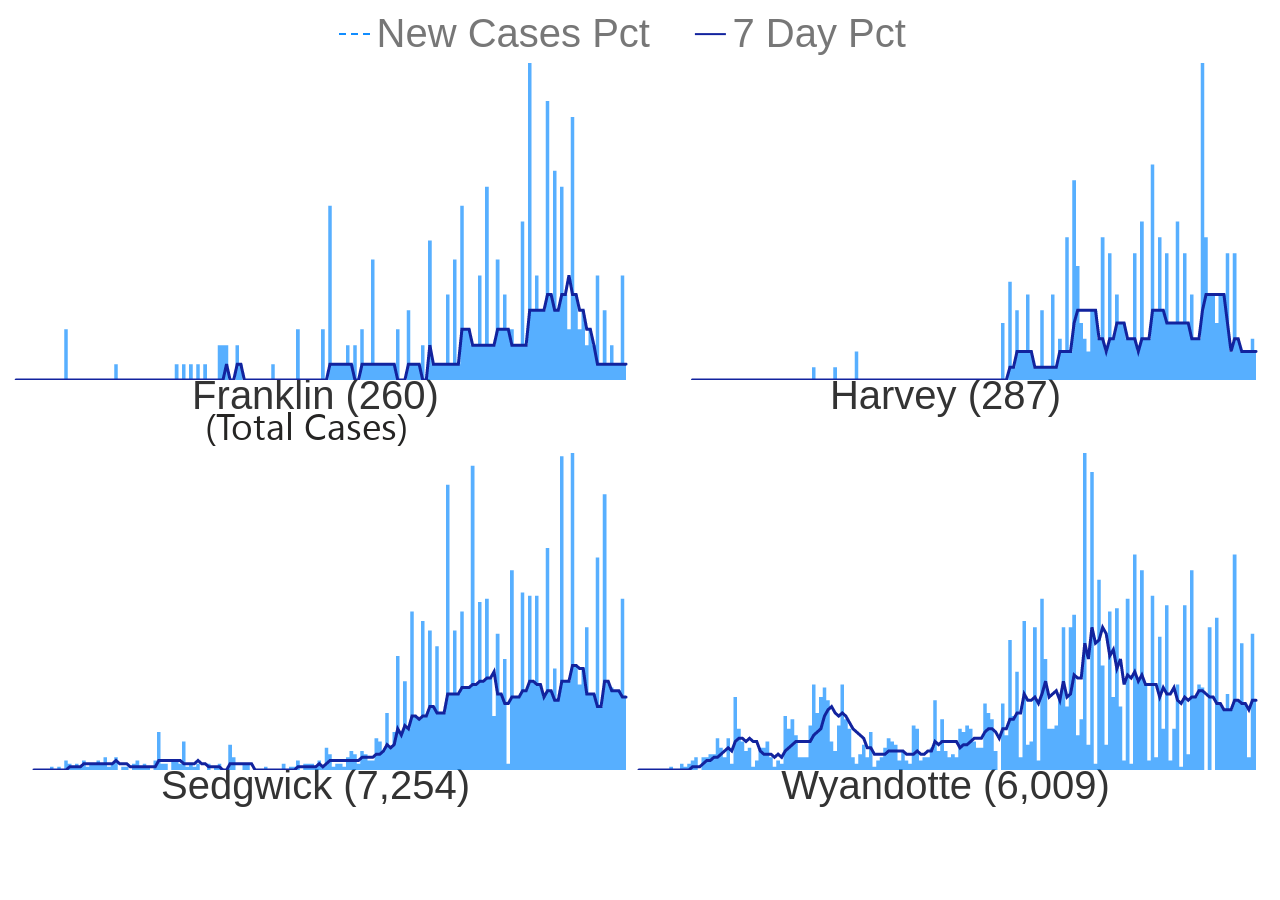 New Cases Pct 7 Day Pct
Franklin (260) Harvey (287)
(Total Cases)
Sedgwick (7,254) Wyandotte (6,009)